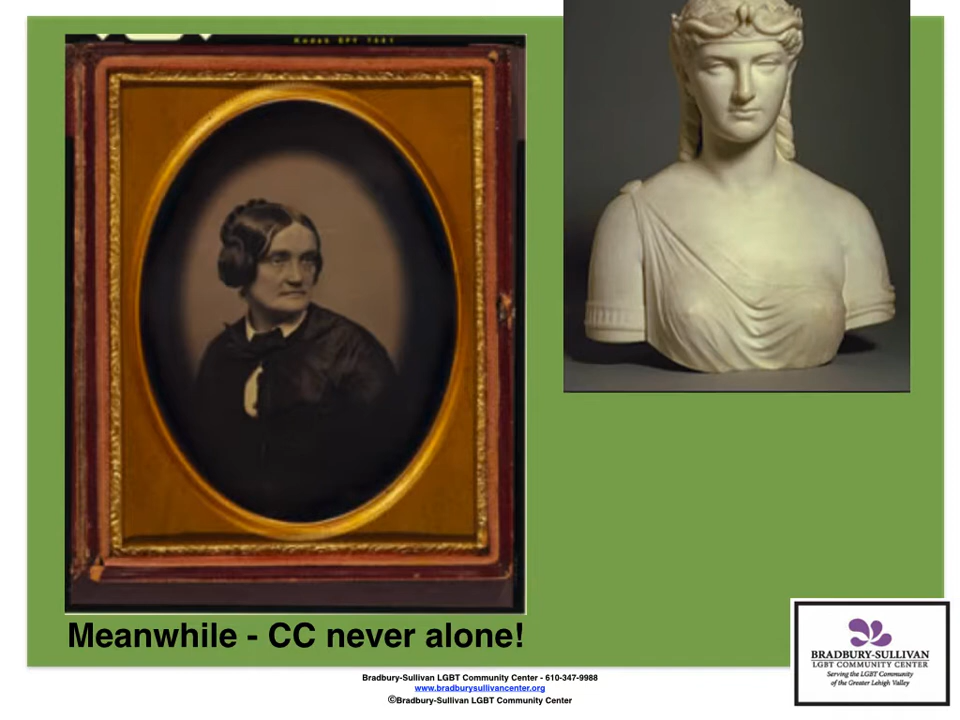 Kodak EPY 7681
Meanwhile - CC never alone!
BRADBURY-SULLIVAN
LGBT COMMUNITY CENTER
Serving the LGBT Community
of the Greater Lehigh Valley
Bradbury-Sullivan LGBT Community Center - 610-347-9988
www.bradburysullivancenter.org
©Bradbury-Sullivan LGBT Community Center